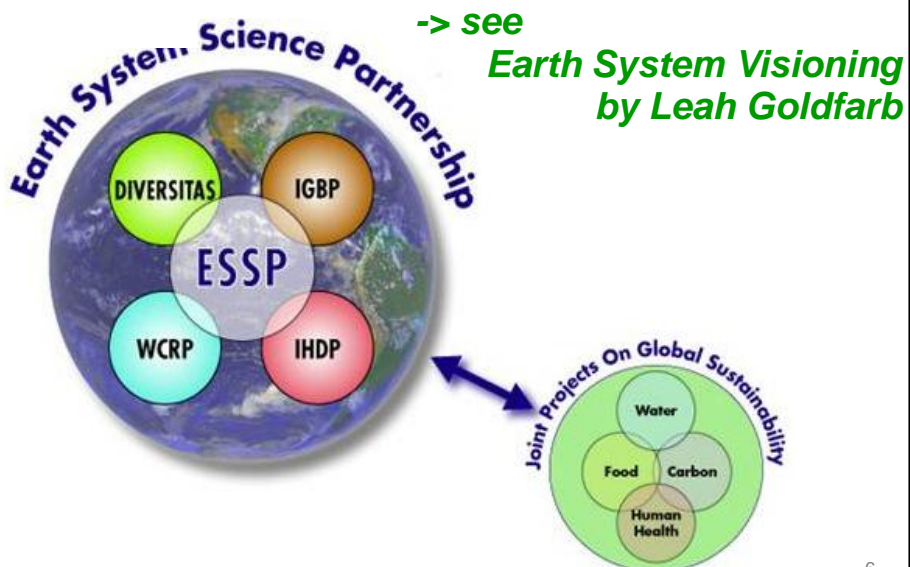 -> see
Earth System Visioning
by Leah Goldfarb
Earth System Science Partnership
DIVERSITAS
IGBP
ESSP
WCRP
IHDP
Joint Projects On Global Sustainability
Water
Food
Carbon
Human
Health
6